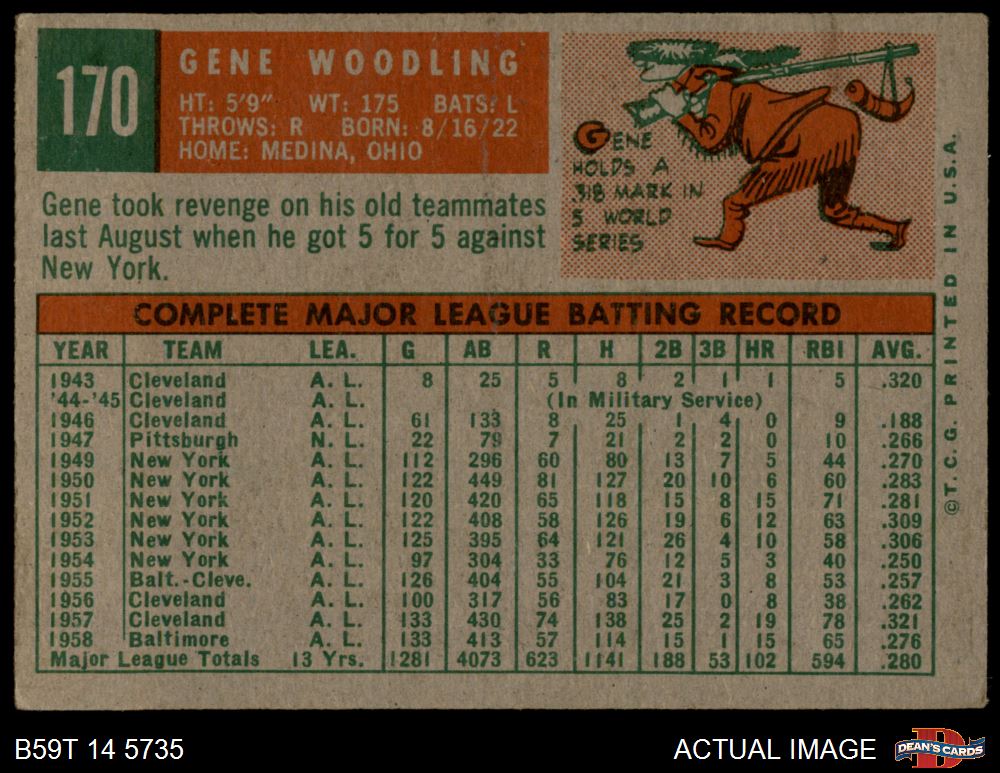 170
GENE WOODLING
HT: 5'9" WT: 175 BATS: L
THROWS: R BORN: 8/16/22
HOME: MEDINA, OHIO
GENE
HOLDS A
.318 MARK IN
5 WORLD
SERIES
Gene took revenge on his old teammates
last August when he got 5 for 5 against
New York.
COMPLETE MAJOR LEAGUE BATTING RECORD
YEAR TEAM LEA. G AB R H 2B 3B HR RBI AVG.
1943 Cleveland A. L. 8 25 5 8 2 1 1 5 .320
'44-'45 Cleveland A. L. (In Military Service)
1946 Cleveland A. L. 61 133 8 25 1 4 0 9 .188
1947 Pittsburgh N. L. 22 79 7 21 2 2 0 10 .266
1949 New York A. L. 112 296 60 80 13 7 5 44 .270
1950 New York A. L. 122 449 81 127 20 10 6 60 .283
1951 New York A. L. 120 420 65 118 15 8 15 71 .281
1952 New York A. L. 122 408 58 126 19 6 12 63 .309
1953 New York A. L. 125 395 64 121 26 4 10 58 .306
1954 New York A. L. 97 304 33 76 12 5 3 40 .250
1955 Balt.-Cleve. A. L. 126 404 55 104 21 3 8 53 .257
1956 Cleveland A. L. 100 317 56 83 17 0 8 38 .262
1957 Cleveland A. L. 133 430 74 138 25 2 19 78 .321
1958 Baltimore A. L. 133 413 57 114 15 1 15 65 .276
Major League Totals 13 Yrs. 1281 4073 623 1141 188 53 102 594 .280
©T.C.G. PRINTED IN U.S.A.
B59T 14 5735
ACTUAL IMAGE
DEAN'S CARDS